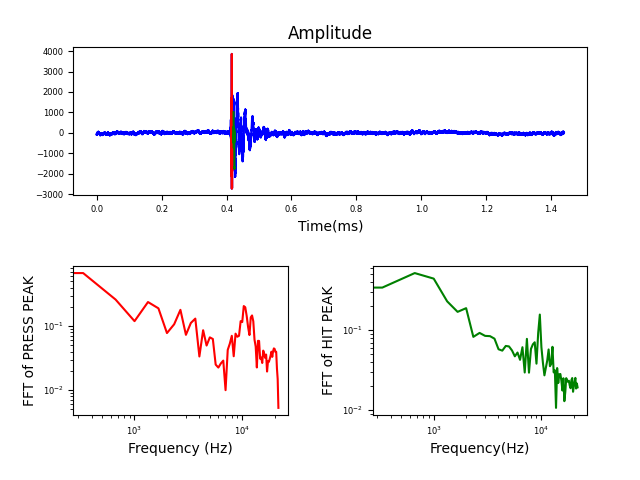 Amplitude
4000
3000
2000
1000
0
−1000
−2000
−3000
0.0 0.2 0.4 0.6 0.8 1.0 1.2 1.4
Time(ms)
FFT of PRESS PEAK
10⁻¹
10⁻²
10³ 10⁴
Frequency (Hz)
FFT of HIT PEAK
10⁻¹
10⁻²
10³ 10⁴
Frequency(Hz)